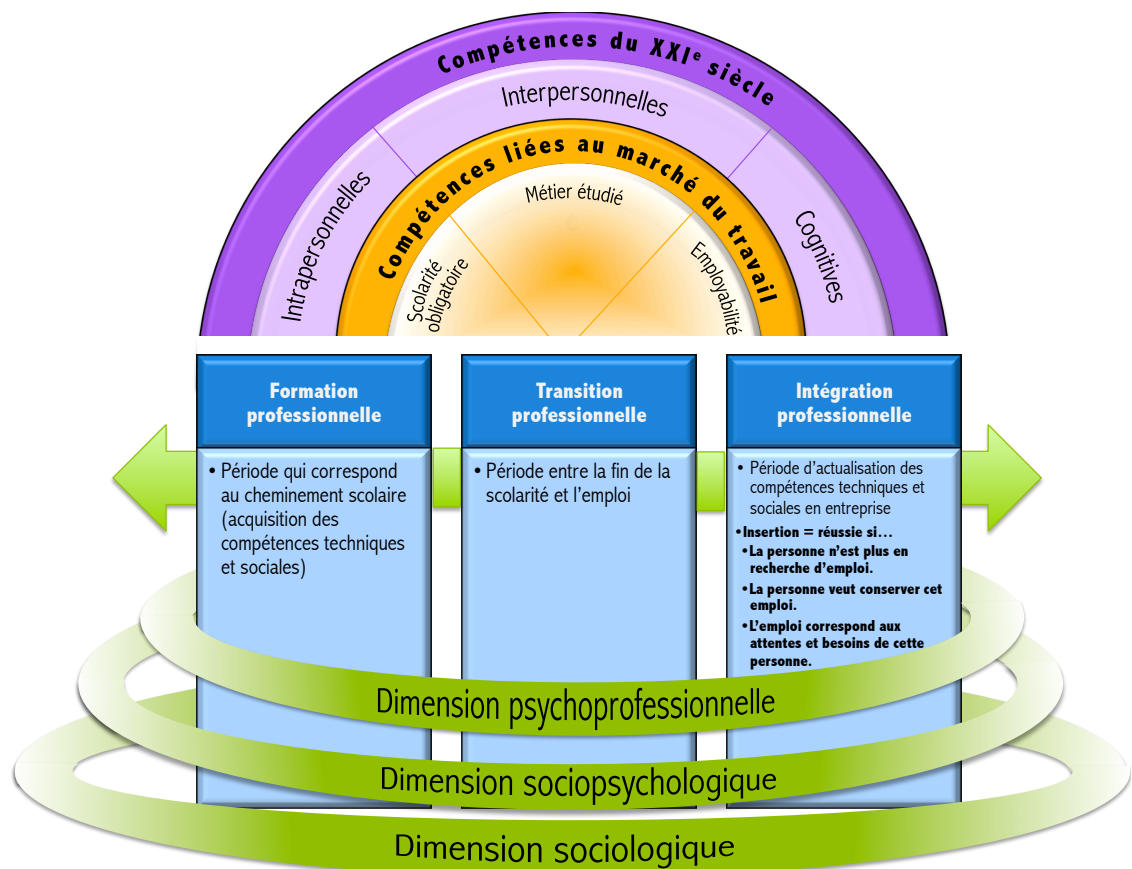 Compétences du XXIe siècle
Interpersonnelles
Intrapersonnelles
Cognitives
Compétences liées au marché du travail
Métier étudié
Scolarité
obligatoire
Employabilité
Formation
professionnelle
• Période qui correspond
au cheminement scolaire
(acquisition des
compétences techniques
et sociales)
Transition
professionnelle
• Période entre la fin de la
scolarité et l’emploi
Intégration
professionnelle
• Période d’actualisation des
compétences techniques et
sociales en entreprise
•Insertion = réussie si…
•La personne n’est plus en
recherche d’emploi.
•La personne veut conserver cet
emploi.
•L’emploi correspond aux
attentes et besoins de cette
personne.
Dimension psychoprofessionnelle
Dimension sociopsychologique
Dimension sociologique